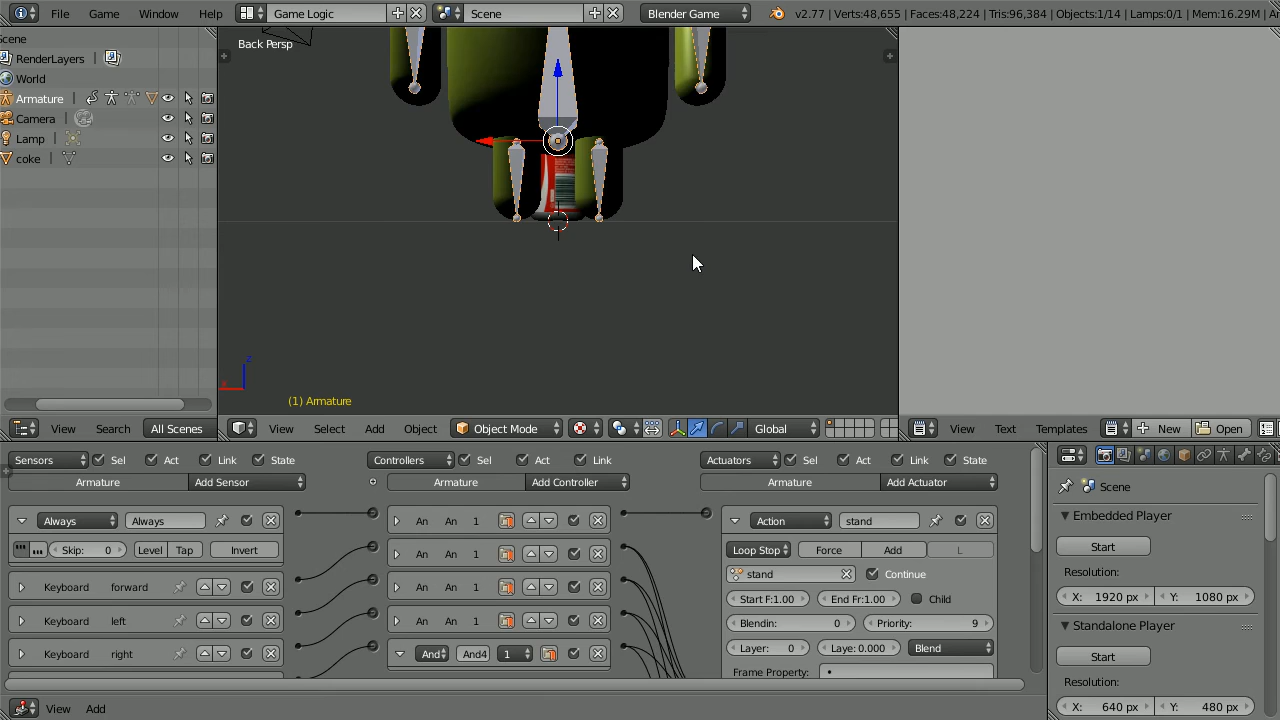 File Game Window Help Game Logic Scene Blender Game v2.77 | Verts:48,655 | Faces:48,224 | Tris:96,384 | Objects:1/14 | Lamps:0/1 | Mem:16.29M | A
Scene
RenderLayers
World
Armature
Camera
Lamp
coke
View Search All Scenes
Back Persp
z
x
(1) Armature
View Select Add Object Object Mode Global
View Text Templates New Open
Sensors Sel Act Link State
Armature Add Sensor
Always Always
Skip: 0 Level Tap Invert
Keyboard forward
Keyboard left
Keyboard right
Controllers Sel Act Link
Armature Add Controller
An An 1
An An 1
An An 1
An An 1
And And4 1
Actuators Sel Act Link State
Armature Add Actuator
Action stand
Loop Stop Force Add L
stand Continue
Start F:1.00 End Fr:1.00 Child
Blendin: 0 Priority: 9
Layer: 0 Laye: 0.000 Blend
Frame Property:
View Add
Scene
Embedded Player
Start
Resolution:
X: 1920 px Y: 1080 px
Standalone Player
Start
Resolution:
X: 640 px Y: 480 px